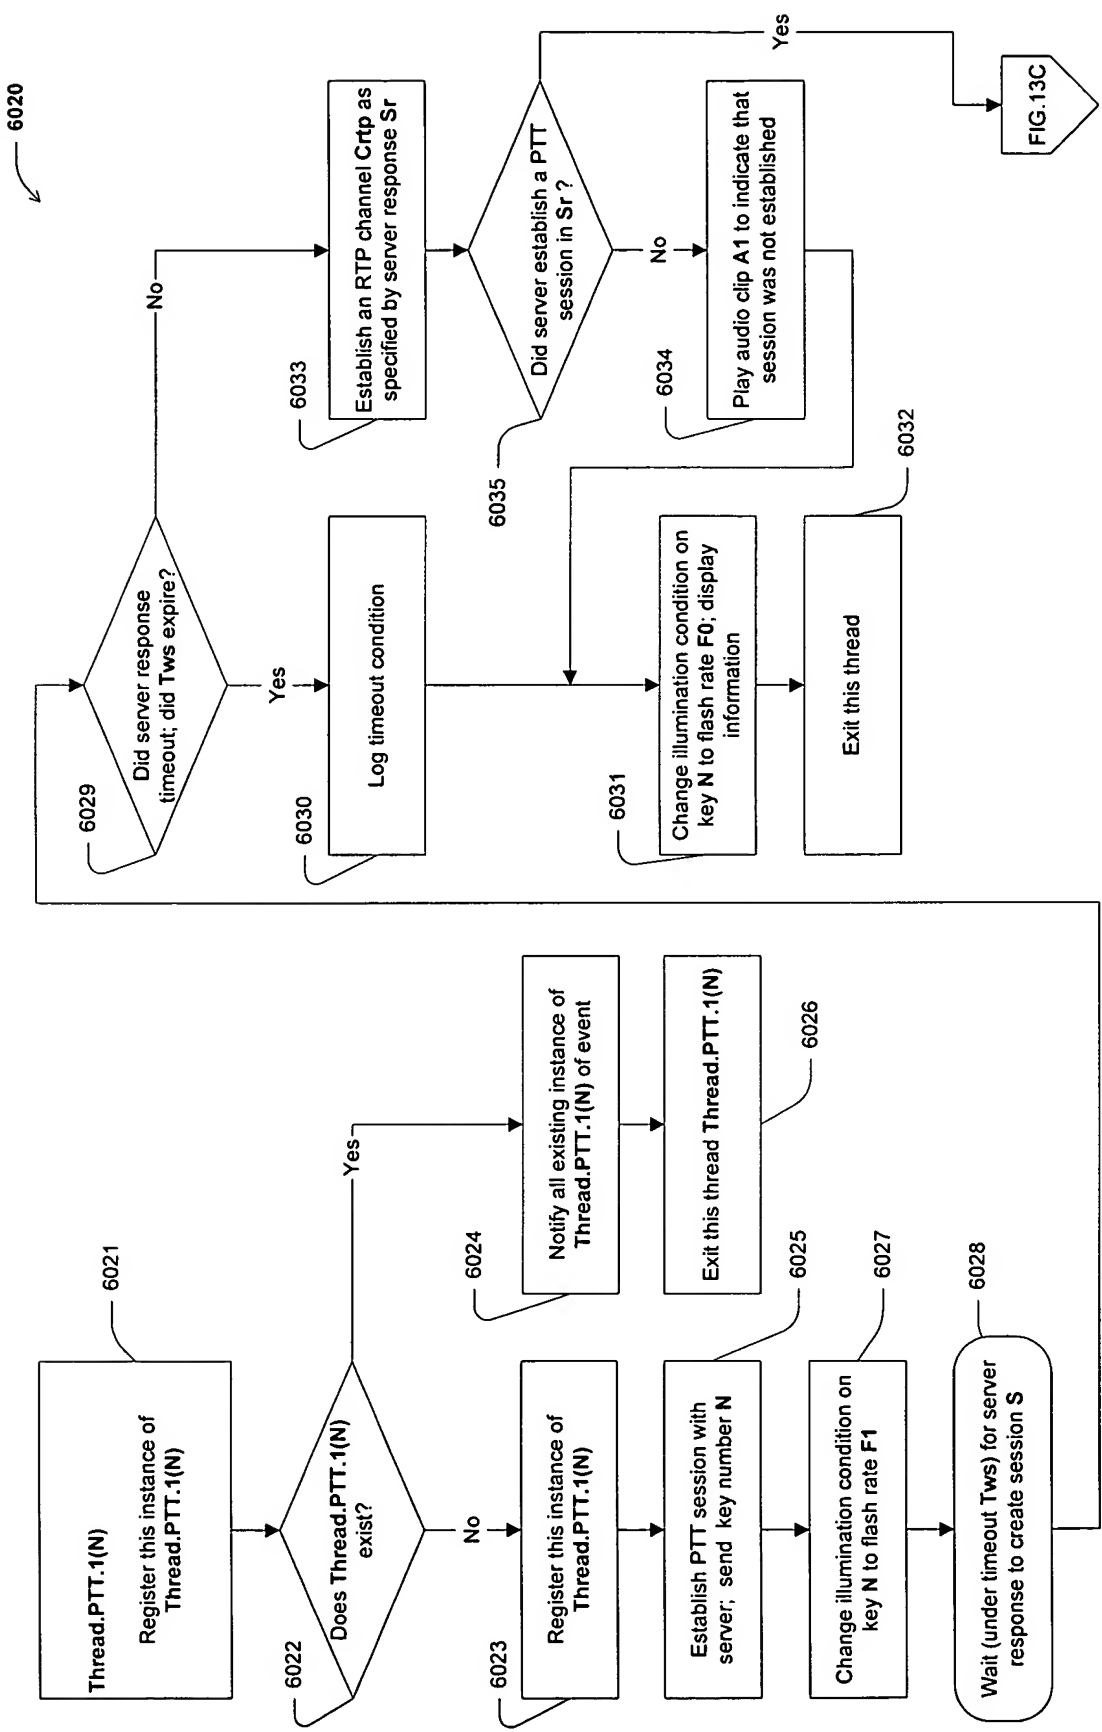 6020
Thread.PTT.1(N)
Register this instance of
Thread.PTT.1(N)
6021
Does Thread.PTT.1(N)
exist?
6022
Yes
No
Register this instance of
Thread.PTT.1(N)
6023
Notify all existing instance of
Thread.PTT.1(N) of event
6024
Exit this thread Thread.PTT.1(N)
6026
Establish PTT session with
server; send key number N
6025
Change illumination condition on
key N to flash rate F1
6027
Wait (under timeout Tws) for server
response to create session S
6028
Did server response
timeout; did Tws expire?
6029
No
Yes
Log timeout condition
6030
Change illumination condition on
key N to flash rate F0; display
information
6031
Exit this thread
6032
Establish an RTP channel Crtp as
specified by server response Sr
6033
Did server establish a PTT
session in Sr ?
6035
Yes
No
Play audio clip A1 to indicate that
session was not established
6034
FIG.13C